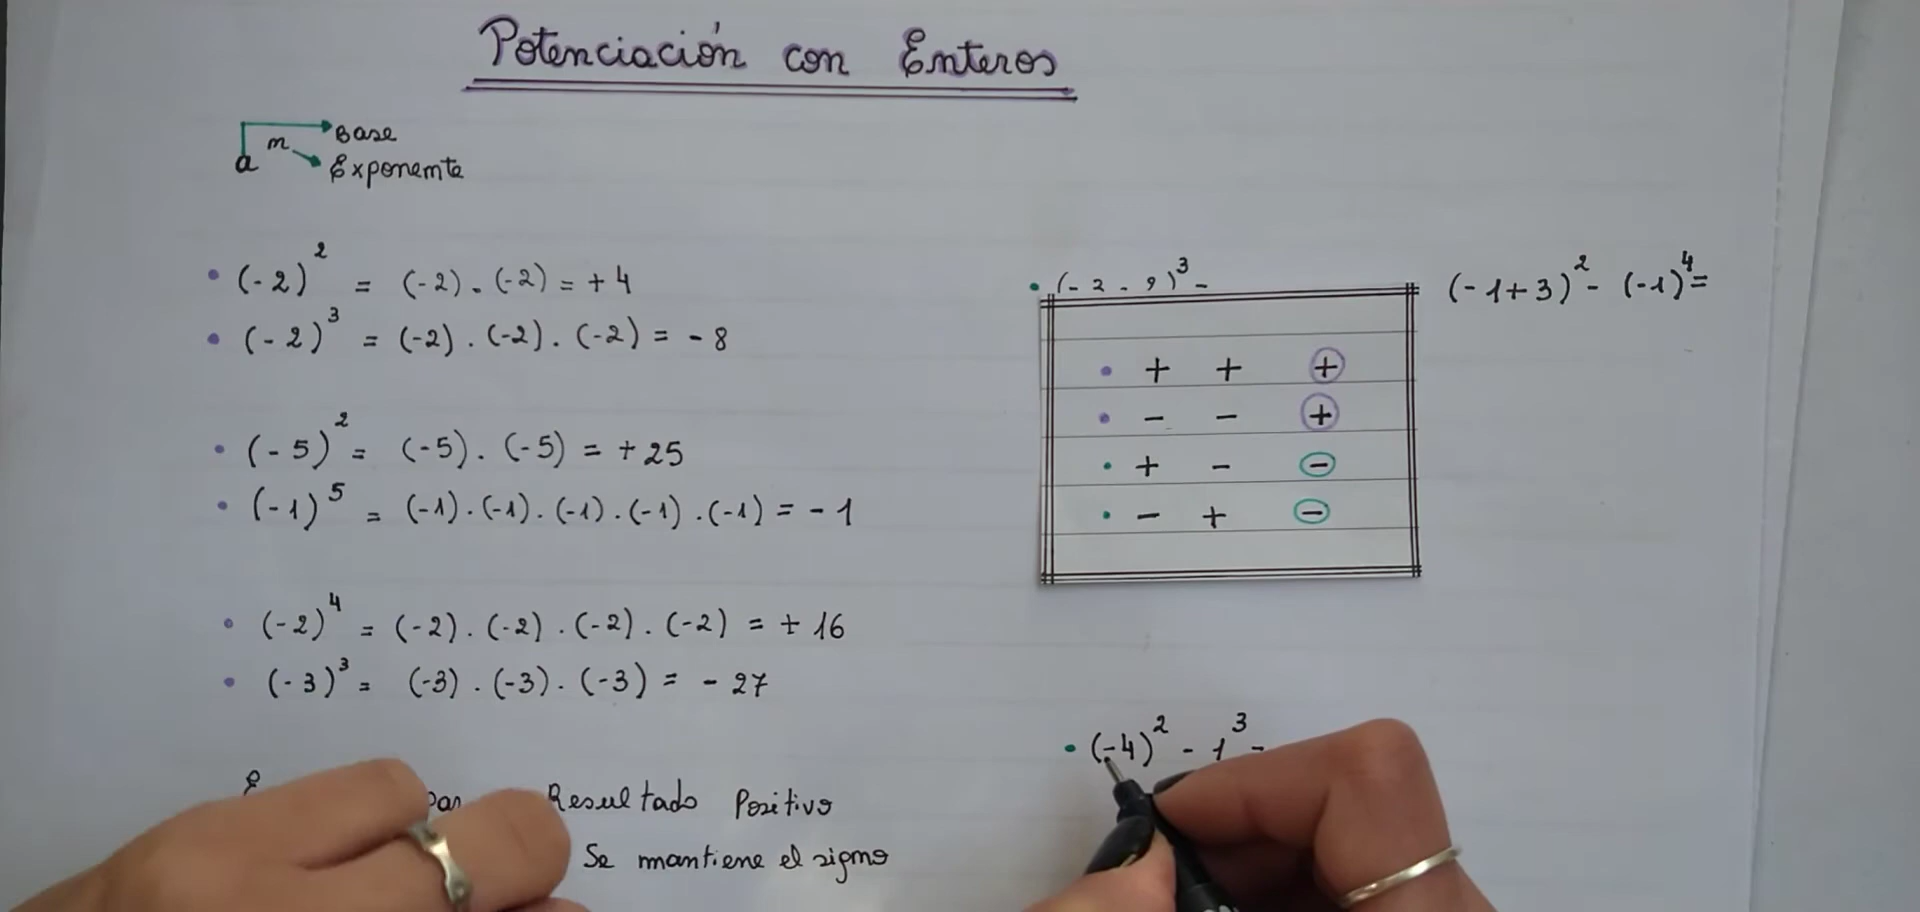 Potenciación con Enteros
a m Base
Exponente
(-2)² = (-2) . (-2) = +4
(-2)³ = (-2) . (-2) . (-2) = - 8
(-5)² = (-5) . (-5) = + 25
(-1)⁵ = (-1) . (-1) . (-1) . (-1) . (-1) = - 1
(-2)⁴ = (-2) . (-2) . (-2) . (-2) = + 16
(-3)³ = (-3) . (-3) . (-3) = - 27
Resultado Positivo
Se mantiene el signo
(-1+3)² - (-1)⁴ =
+ + +
- - +
+ - -
- + -
(-4)² - 1³